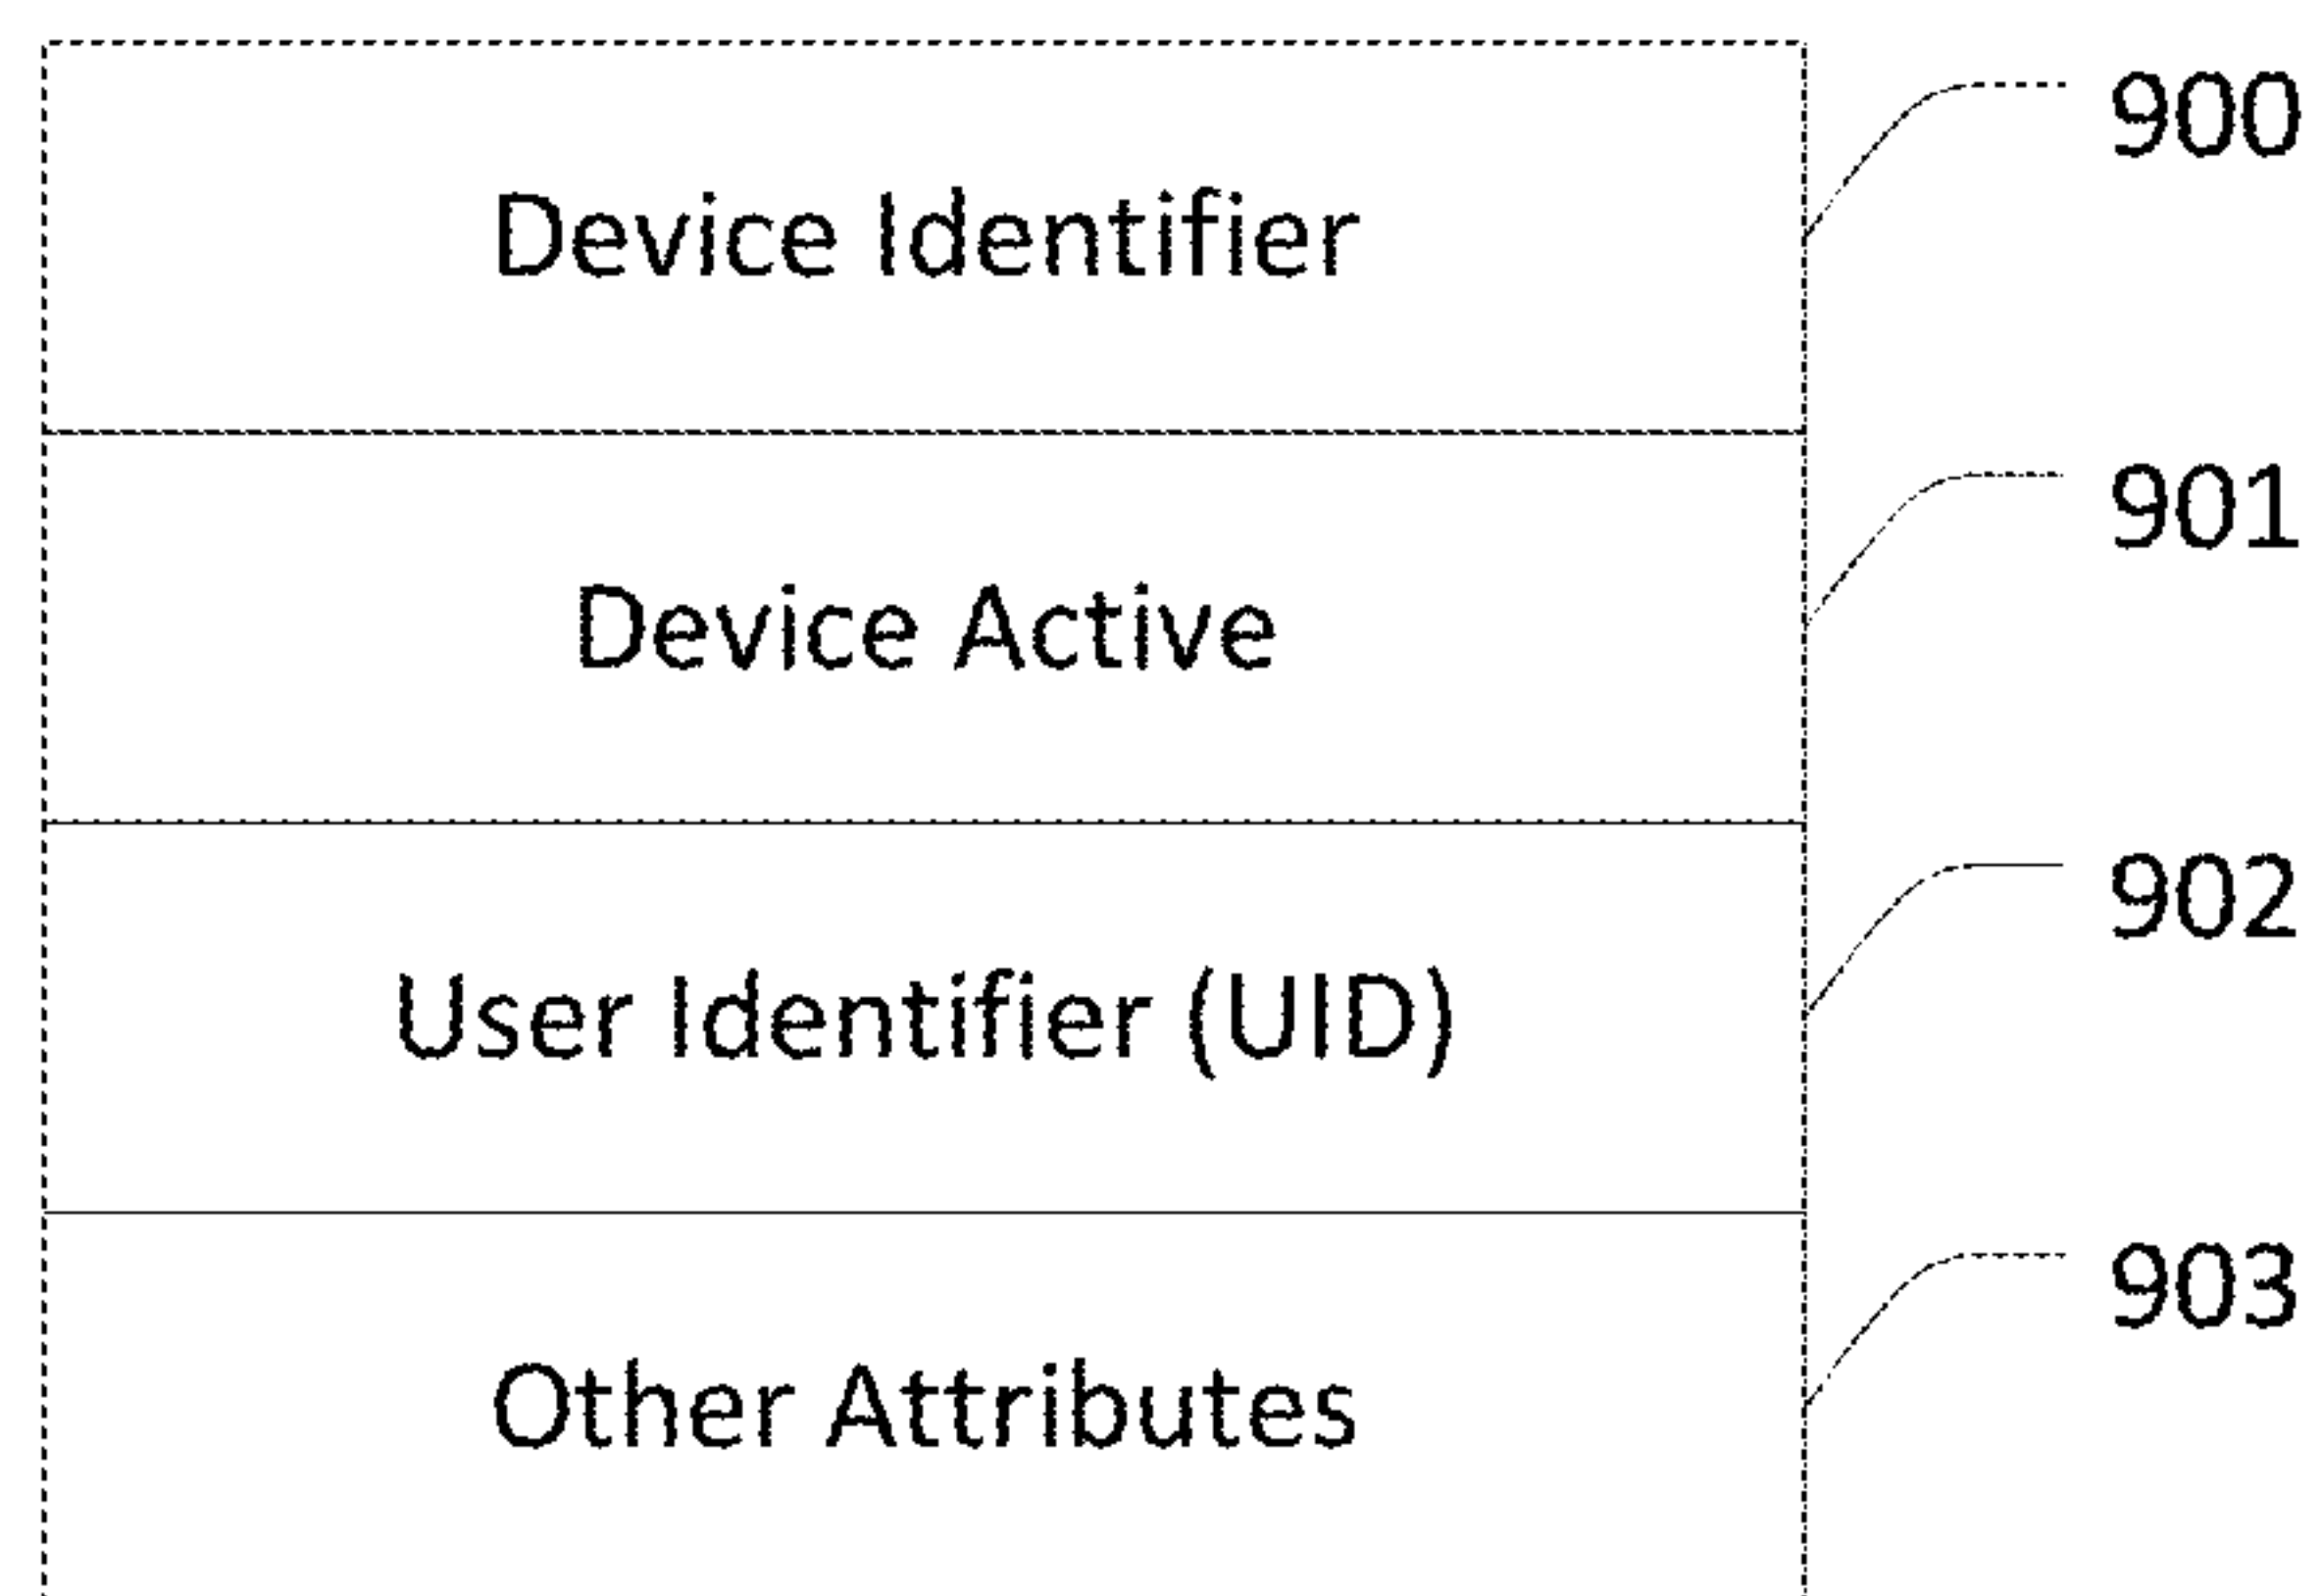 Device Identifier
900
Device Active
901
User Identifier (UID)
902
Other Attributes
903